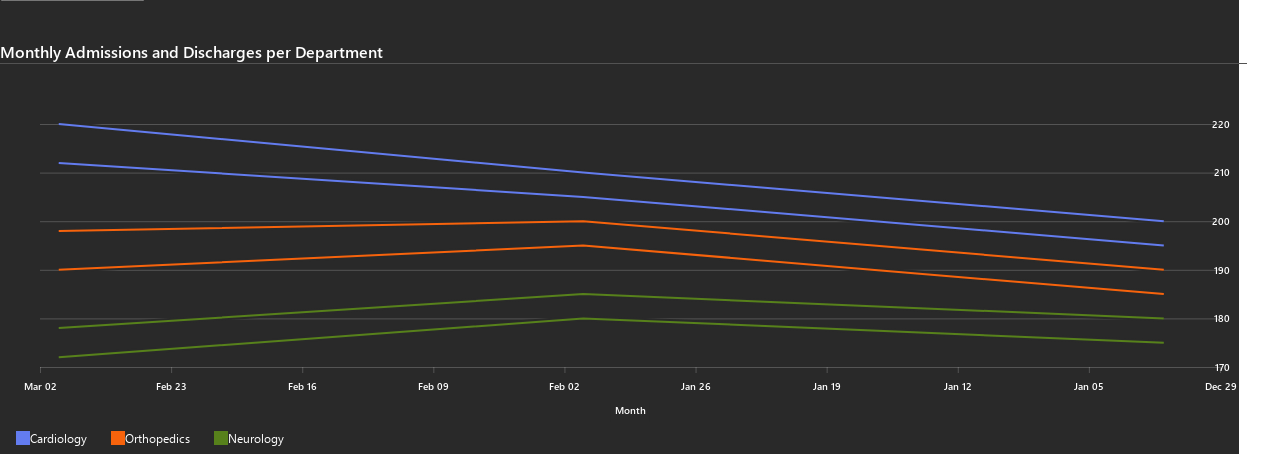 Monthly Admissions and Discharges per Department
220
210
200
190
180
170
Mar 02 Feb 23 Feb 16 Feb 09 Feb 02 Jan 26 Jan 19 Jan 12 Jan 05 Dec 29
Month
Cardiology Orthopedics Neurology